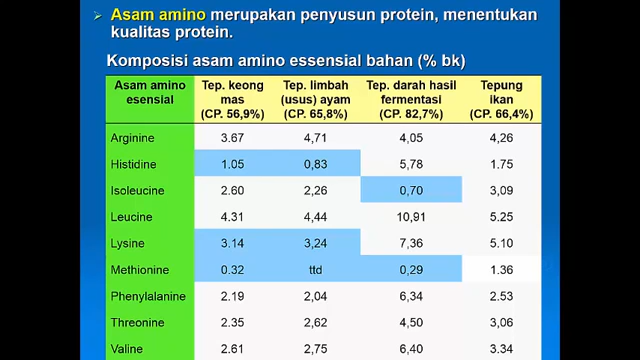 ➢ Asam amino merupakan penyusun protein, menentukan
kualitas protein.
Komposisi asam amino essensial bahan (% bk)
Asam amino esensial | Tep. keong mas (CP. 56,9%) | Tep. limbah (usus) ayam (CP. 65,8%) | Tep. darah hasil fermentasi (CP. 82,7%) | Tepung ikan (CP. 66,4%)
Arginine 3.67 4,71 4,05 4,26
Histidine 1.05 0,83 5,78 1.75
Isoleucine 2.60 2,26 0,70 3,09
Leucine 4.31 4,44 10,91 5.25
Lysine 3.14 3,24 7,36 5.10
Methionine 0.32 ttd 0,29 1.36
Phenylalanine 2.19 2,04 6,34 2.53
Threonine 2.35 2,62 4,50 3,06
Valine 2.61 2,75 6,40 3.34